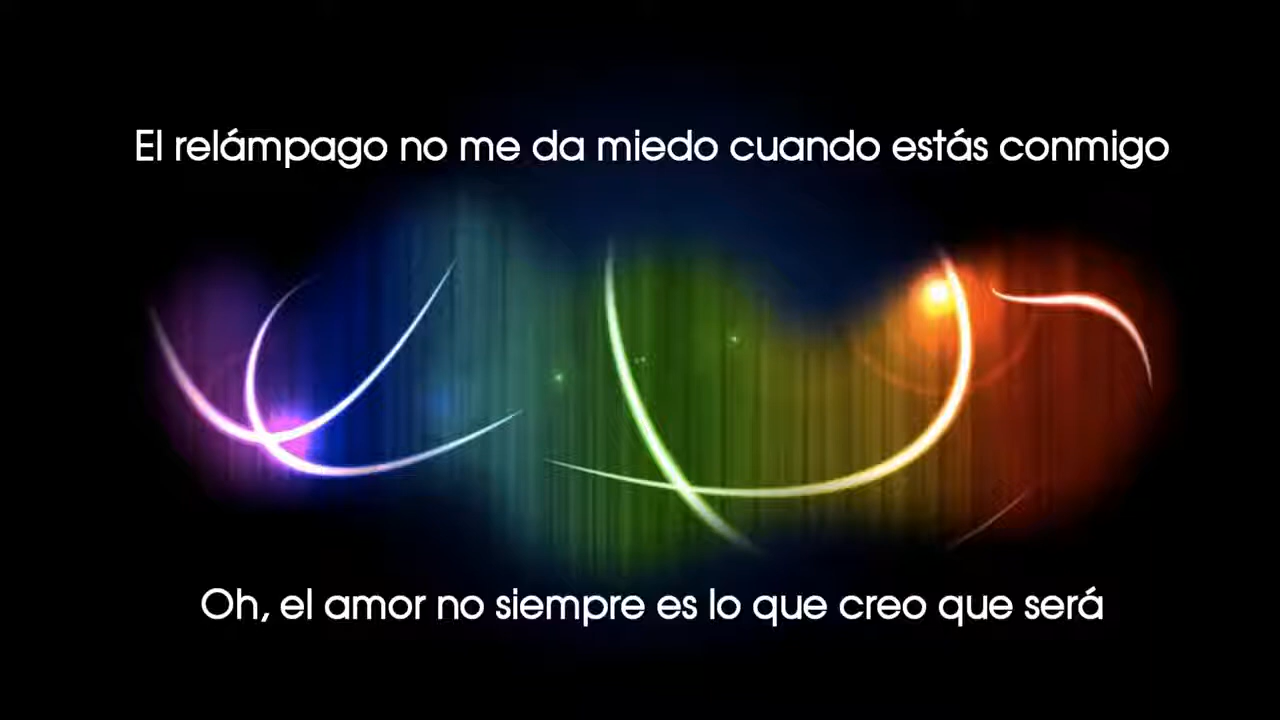 El relámpago no me da miedo cuando estás conmigo
Oh, el amor no siempre es lo que creo que será